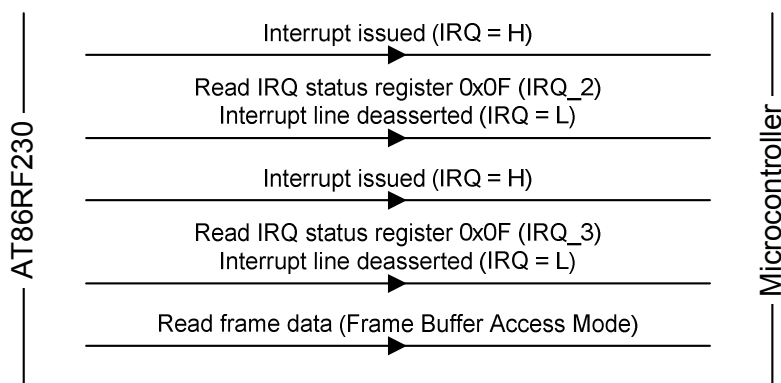 Interrupt issued (IRQ = H)
Read IRQ status register 0x0F (IRQ_2)
Interrupt line deasserted (IRQ = L)
Interrupt issued (IRQ = H)
Read IRQ status register 0x0F (IRQ_3)
Interrupt line deasserted (IRQ = L)
Read frame data (Frame Buffer Access Mode)
AT86RF230
Microcontroller